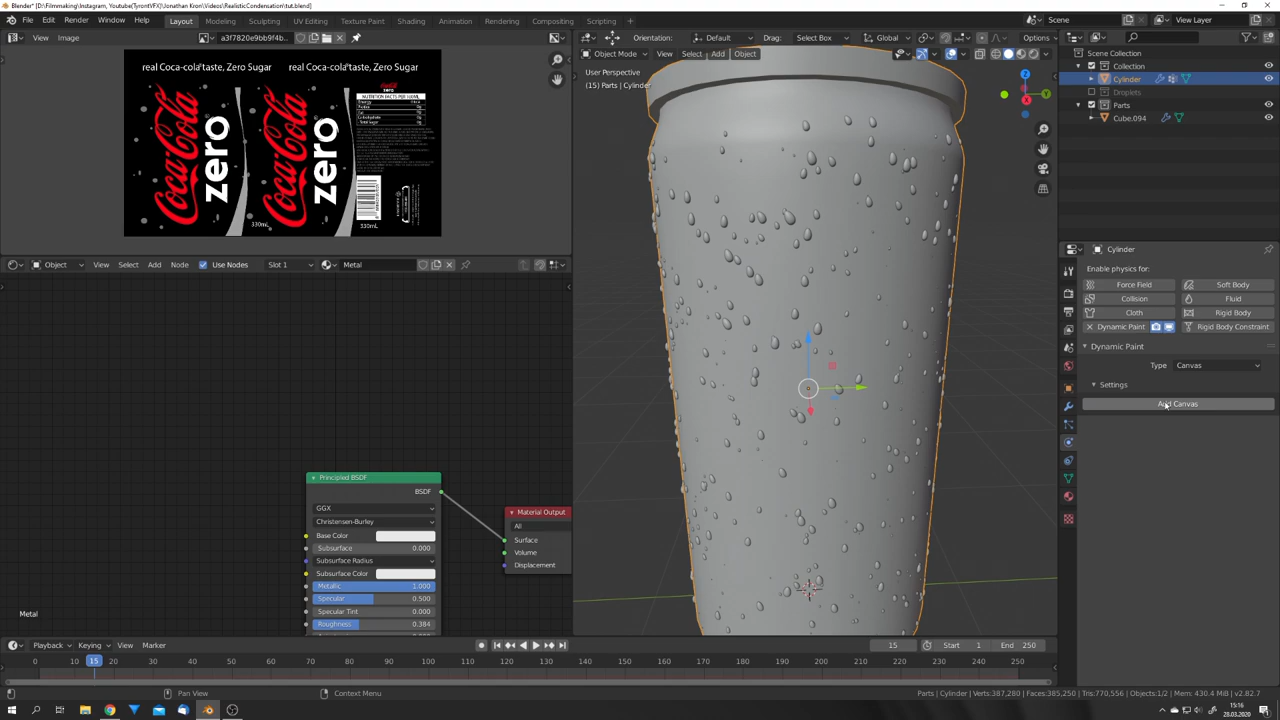 Blender* [D:\Filmmaking\Instagram, Youtube(TyrontVFX)\Jonathan Kron\Videos\RealisticCondensation\tut.blend]
File Edit Render Window Help Layout Modeling Sculpting UV Editing Texture Paint Shading Animation Rendering Compositing Scripting Scene View Layer
View Image a3f7820e9bb9f4b... Default Drag: Select Box Global Options
Object Mode View Select Add Object
Scene Collection
Collection
Cylinder
Droplets
Parts
Cube.094
User Perspective
(15) Parts | Cylinder
real Coca-cola taste, Zero Sugar real Coca-cola taste, Zero Sugar
Coca-Cola zero Coca-Cola zero
zero
330mL 330mL
Z
Y
X
Cylinder
Enable physics for:
Force Field Soft Body
Collision Fluid
Cloth Rigid Body
Dynamic Paint Rigid Body Constraint
Dynamic Paint
Type Canvas
Settings
Add Canvas
Object View Select Add Node Use Nodes Slot 1 Metal
Principled BSDF
BSDF
GGX
Christensen-Burley
Base Color
Subsurface 0.000
Subsurface Radius
Subsurface Color
Metallic 1.000
Specular 0.500
Specular Tint 0.000
Roughness 0.384
Material Output
All
Surface
Volume
Displacement
Metal
Playback Keying View Marker 15 Start 1 End 250
0 10 15 20 30 40 50 60 70 80 90 100 110 120 130 140 150 160 170 180 190 200 210 220 230 240 250
Pan View Context Menu Parts | Cylinder | Verts:387,280 | Faces:385,250 | Tris:770,556 | Objects:1/2 | Mem: 430.4 MiB | v2.82.7
15:16
28.03.2020